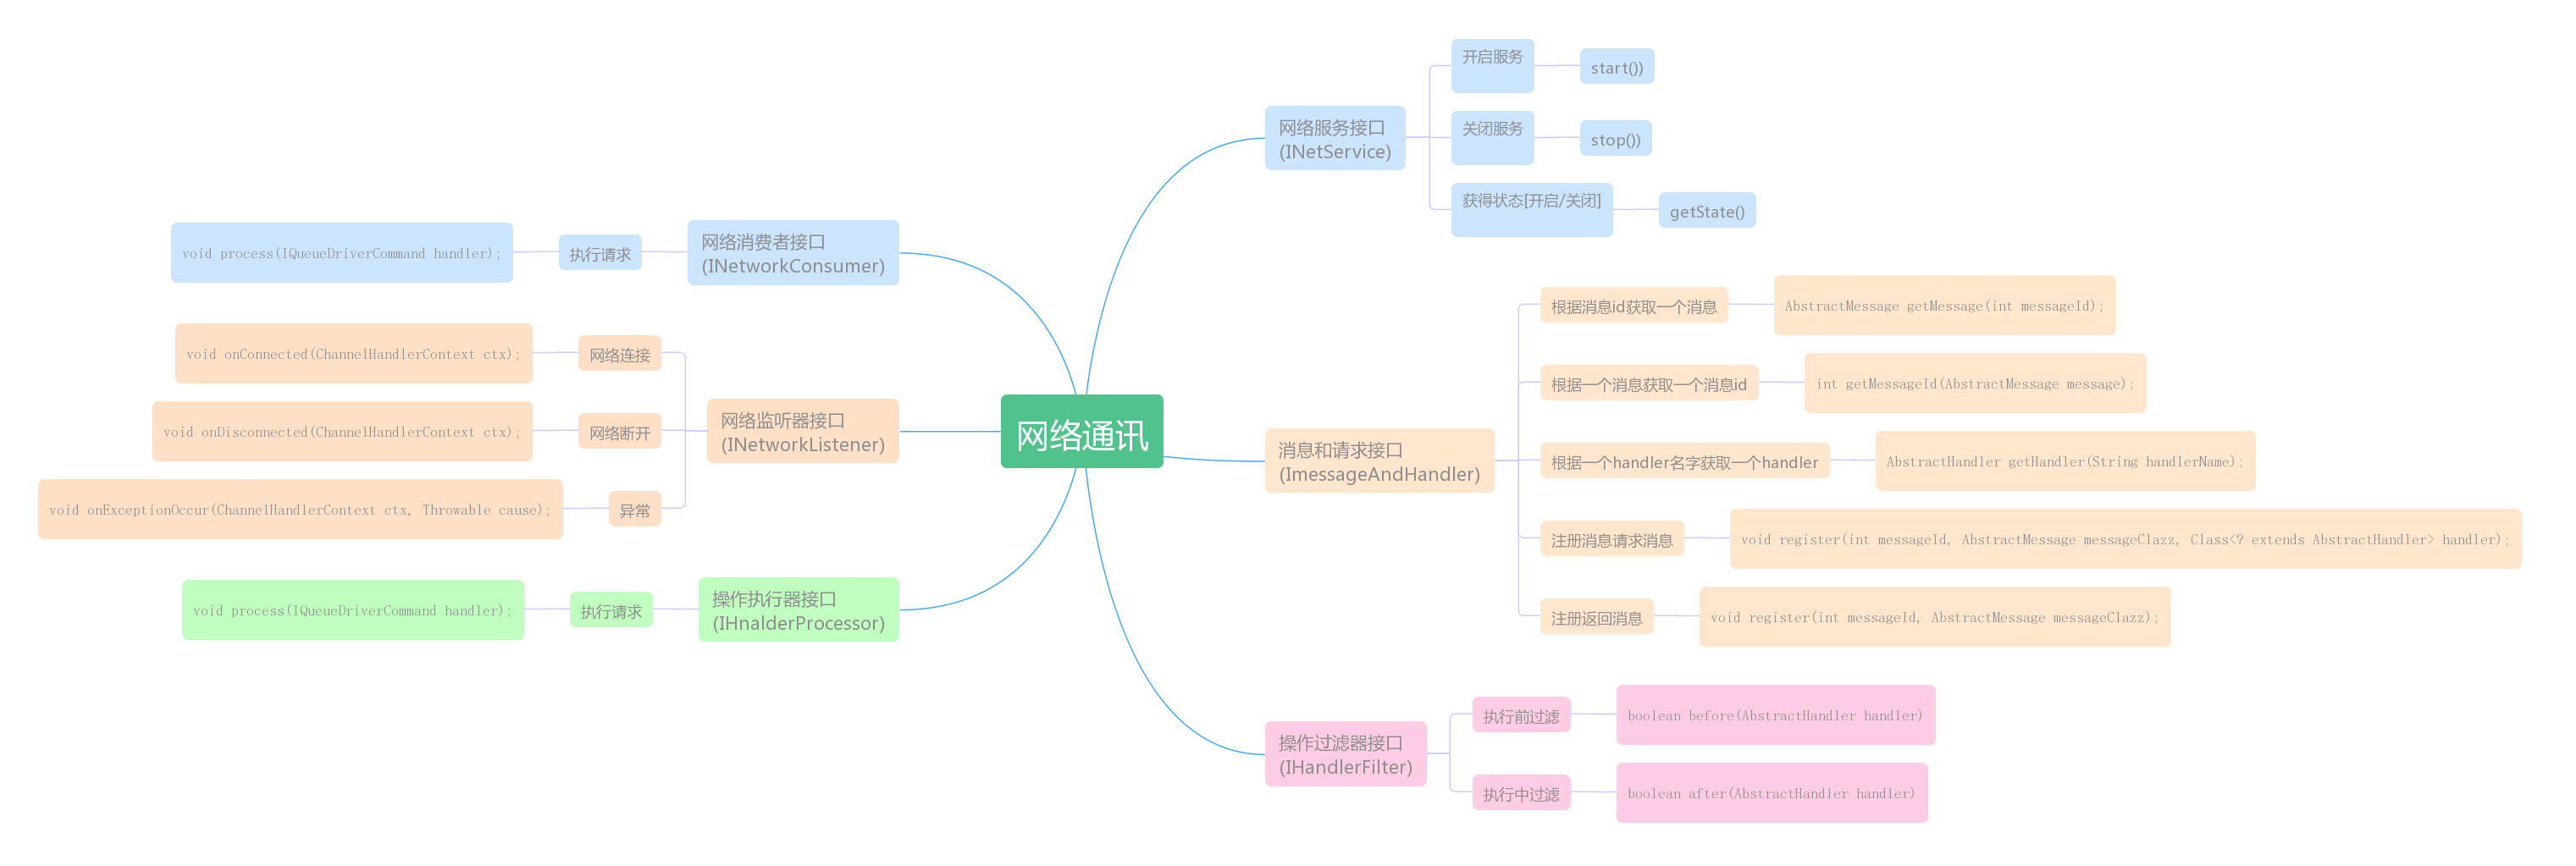 网络通讯
网络服务接口
(INetService)
开启服务
start())
关闭服务
stop())
获得状态[开启/关闭]
getState()
消息和请求接口
(ImessageAndHandler)
根据消息id获取一个消息
AbstractMessage getMessage(int messageId);
根据一个消息获取一个消息id
int getMessageId(AbstractMessage message);
根据一个handler名字获取一个handler
AbstractHandler getHandler(String handlerName);
注册消息请求消息
void register(int messageId, AbstractMessage messageClazz, Class<? extends AbstractHandler> handler);
注册返回消息
void register(int messageId, AbstractMessage messageClazz);
操作过滤器接口
(IHandlerFilter)
执行前过滤
boolean before(AbstractHandler handler)
执行中过滤
boolean after(AbstractHandler handler)
网络消费者接口
(INetworkConsumer)
执行请求
void process(IQueueDriverCommand handler);
网络监听器接口
(INetworkListener)
网络连接
void onConnected(ChannelHandlerContext ctx);
网络断开
void onDisconnected(ChannelHandlerContext ctx);
异常
void onExceptionOccur(ChannelHandlerContext ctx, Throwable cause);
操作执行器接口
(IHnalderProcessor)
执行请求
void process(IQueueDriverCommand handler);